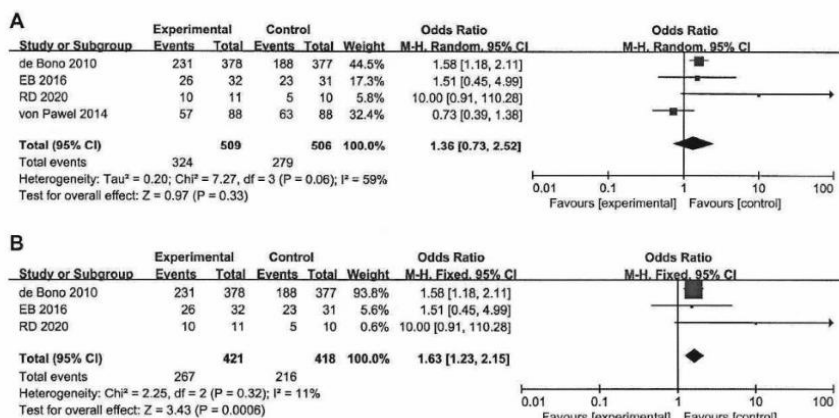 A
Experimental Control Odds Ratio Odds Ratio
Study or Subgroup Events Total Events Total Weight M-H. Random. 95% CI M-H. Random. 95% CI
de Bono 2010 231 378 188 377 44.5% 1.58 [1.18, 2.11]
EB 2016 26 32 23 31 17.3% 1.51 [0.45, 4.99]
RD 2020 10 11 5 10 5.8% 10.00 [0.91, 110.28]
von Pawel 2014 57 88 63 88 32.4% 0.73 [0.39, 1.38]
Total (95% CI) 509 506 100.0% 1.36 [0.73, 2.52]
Total events 324 279
Heterogeneity: Tau² = 0.20; Chi² = 7.27, df = 3 (P = 0.06); I² = 59%
Test for overall effect: Z = 0.97 (P = 0.33)
0.01 0.1 1 10 100
Favours [experimental] Favours [control]
B
Experimental Control Odds Ratio Odds Ratio
Study or Subgroup Events Total Events Total Weight M-H. Fixed. 95% CI M-H. Fixed. 95% CI
de Bono 2010 231 378 188 377 93.8% 1.58 [1.18, 2.11]
EB 2016 26 32 23 31 5.6% 1.51 [0.45, 4.99]
RD 2020 10 11 5 10 0.6% 10.00 [0.91, 110.28]
Total (95% CI) 421 418 100.0% 1.63 [1.23, 2.15]
Total events 267 216
Heterogeneity: Chi² = 2.25, df = 2 (P = 0.32); I² = 11%
Test for overall effect: Z = 3.43 (P = 0.0006)
0.01 0.1 1 10 100
Favours [experimental] Favours [control]